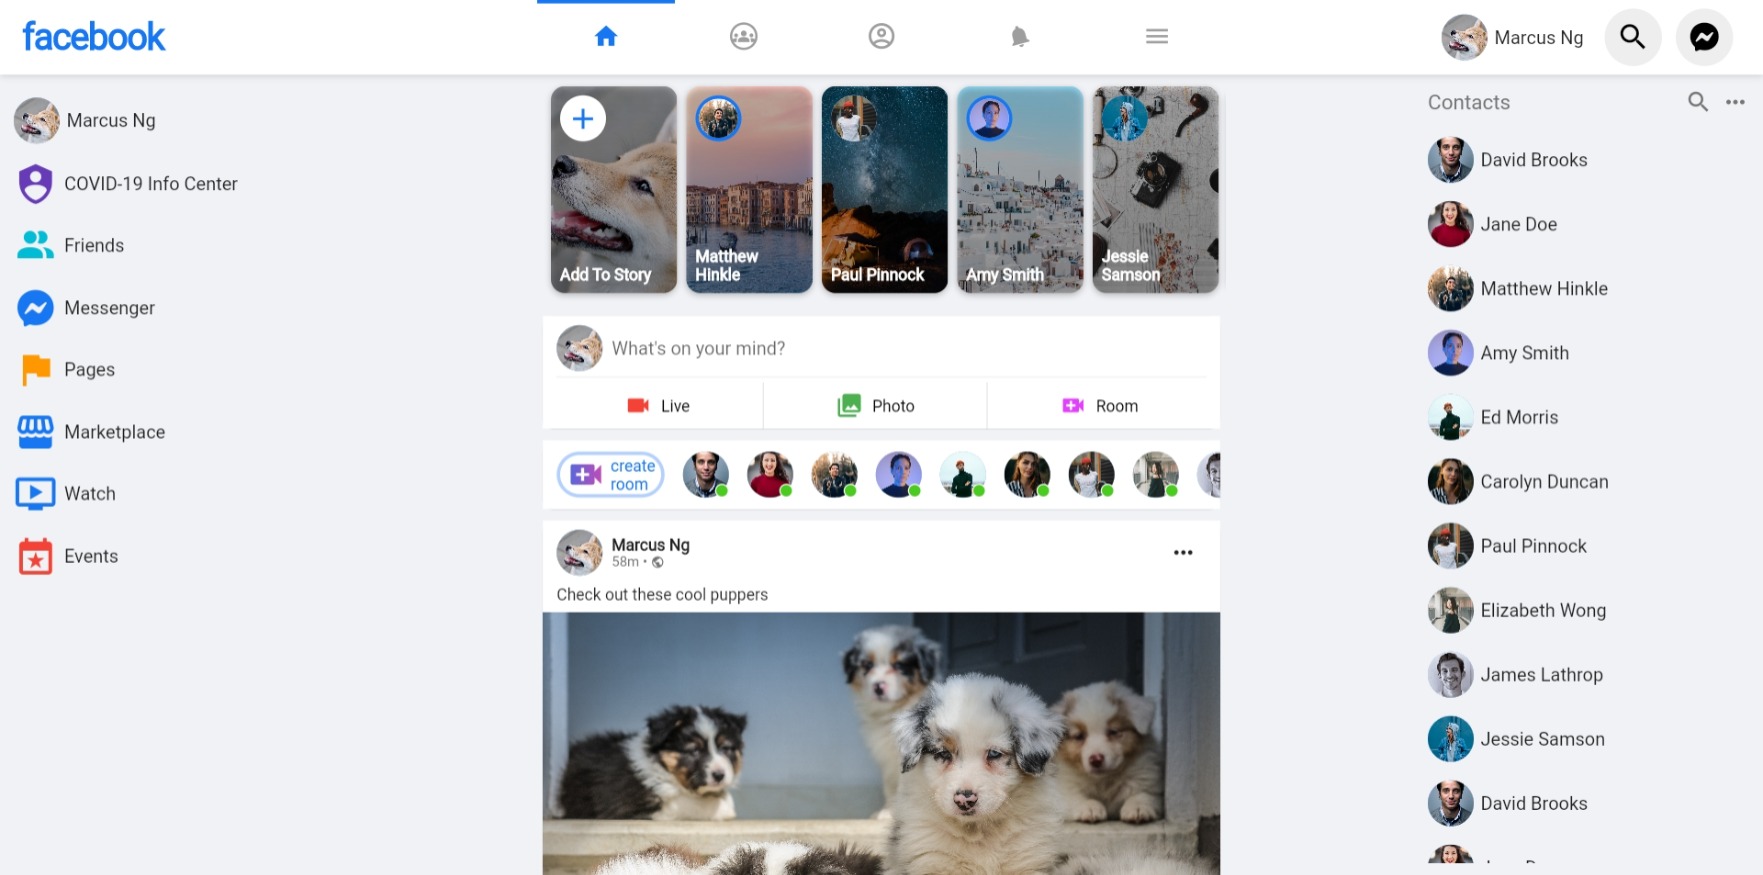 facebook
Marcus Ng
Marcus Ng
COVID-19 Info Center
Friends
Messenger
Pages
Marketplace
Watch
Events
Add To Story
Matthew
Hinkle
Paul Pinnock
Amy Smith
Jessie
Samson
What's on your mind?
Live
Photo
Room
create
room
Marcus Ng
58m •
Check out these cool puppers
Contacts
David Brooks
Jane Doe
Matthew Hinkle
Amy Smith
Ed Morris
Carolyn Duncan
Paul Pinnock
Elizabeth Wong
James Lathrop
Jessie Samson
David Brooks